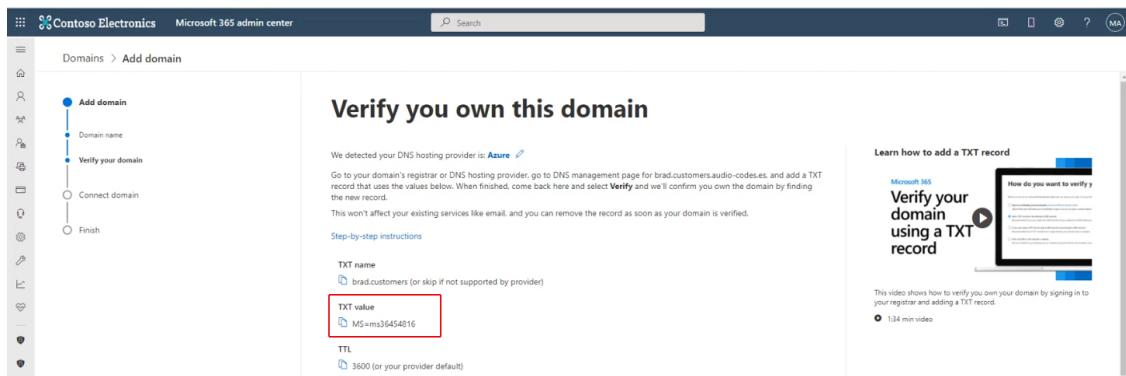 Contoso Electronics Microsoft 365 admin center
Search
MA
Domains > Add domain
Add domain
Domain name
Verify your domain
Connect domain
Finish
Verify you own this domain
We detected your DNS hosting provider is: Azure
Go to your domain's registrar or DNS hosting provider, go to DNS management page for brad.customers.audio-codes.es, and add a TXT
record that uses the values below. When finished, come back here and select Verify and we'll confirm you own the domain by finding
the new record.
This won't affect your existing services like email, and you can remove the record as soon as your domain is verified.
Step-by-step instructions
TXT name
brad.customers (or skip if not supported by provider)
TXT value
MS=ms36454816
TTL
3600 (or your provider default)
Learn how to add a TXT record
Microsoft 365
Verify your
domain
using a TXT
record
How do you want to verify y
This video shows how to verify you own your domain by signing in to
your registrar and adding a TXT record.
1:34 min video